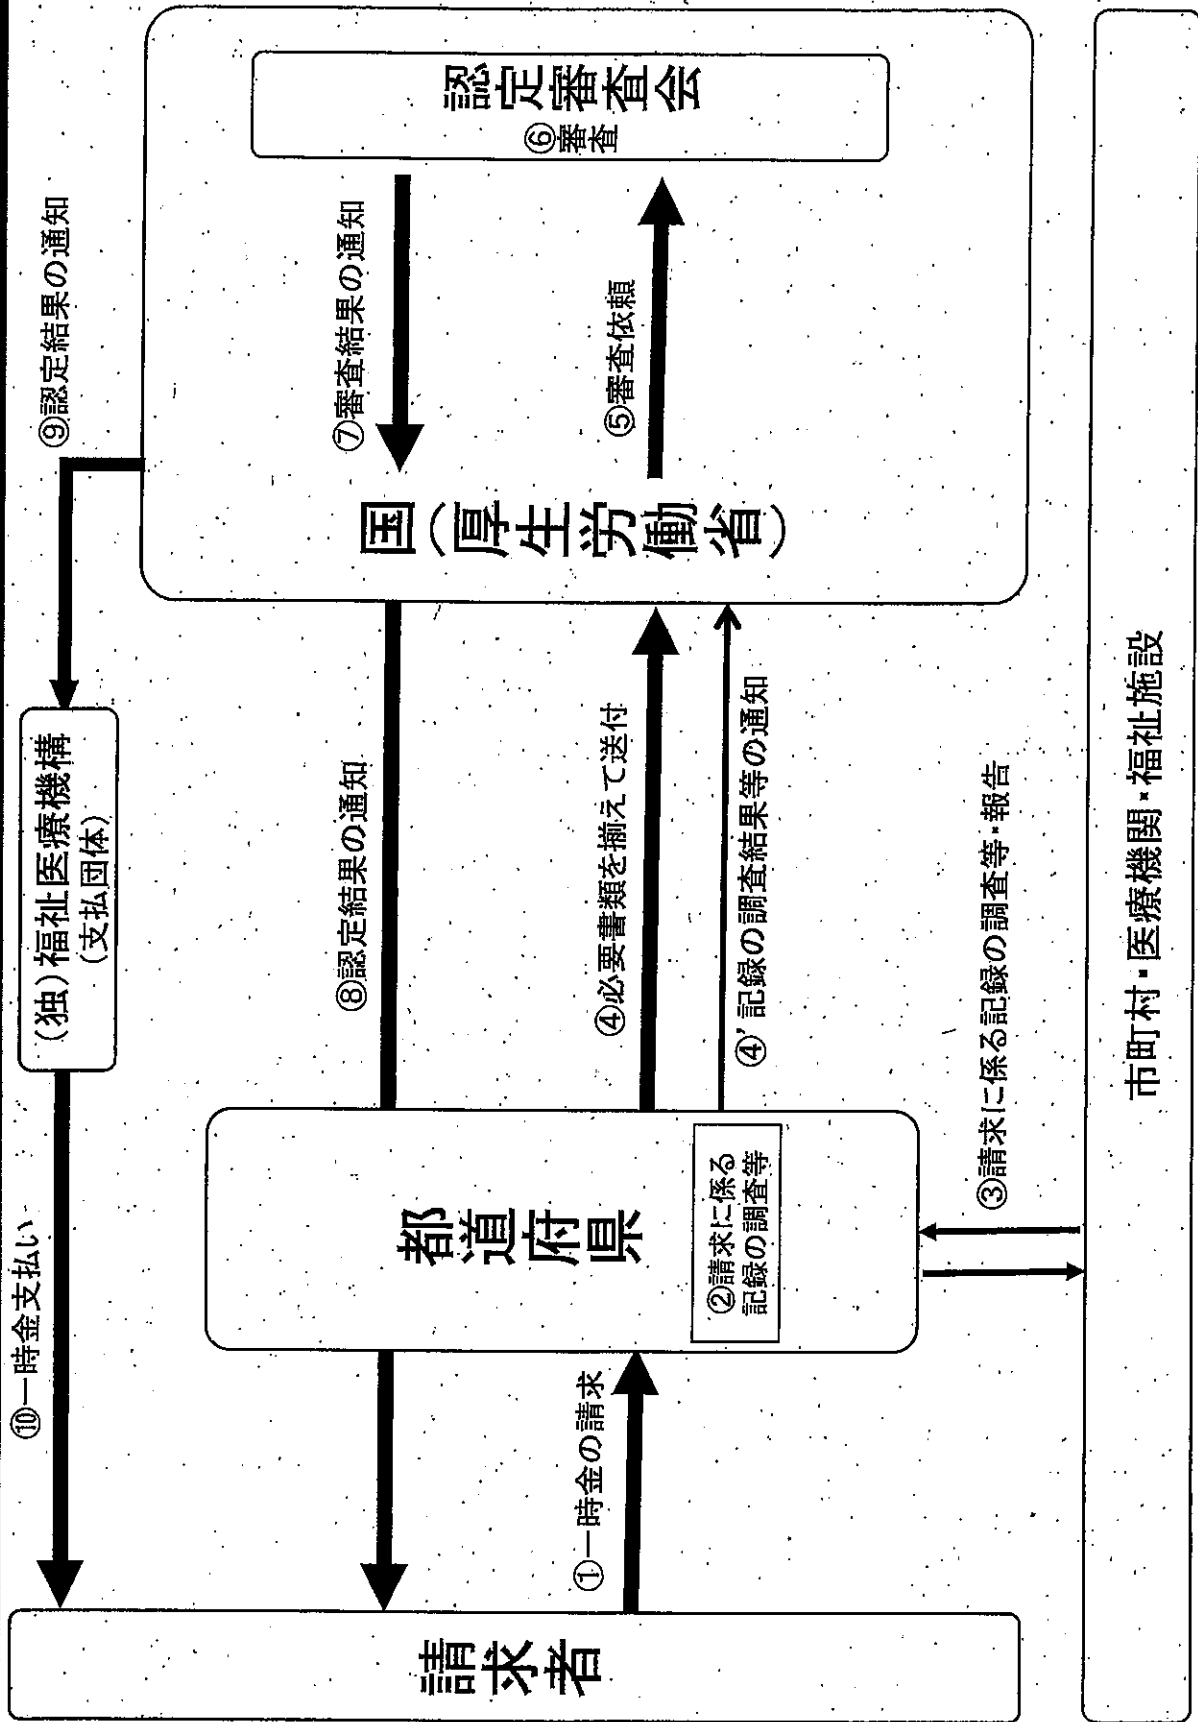 請求者
①一時金の請求
都道府県
②請求に係る
記録の調査等
③請求に係る記録の調査等・報告
市町村・医療機関・福祉施設
④必要書類を揃えて送付
④'記録の調査結果等の通知
国(厚生労働省)
⑤審査依頼
認定審査会
⑥審査
⑦審査結果の通知
⑧認定結果の通知
⑨認定結果の通知
(独)福祉医療機構
(支払団体)
⑩一時金支払い